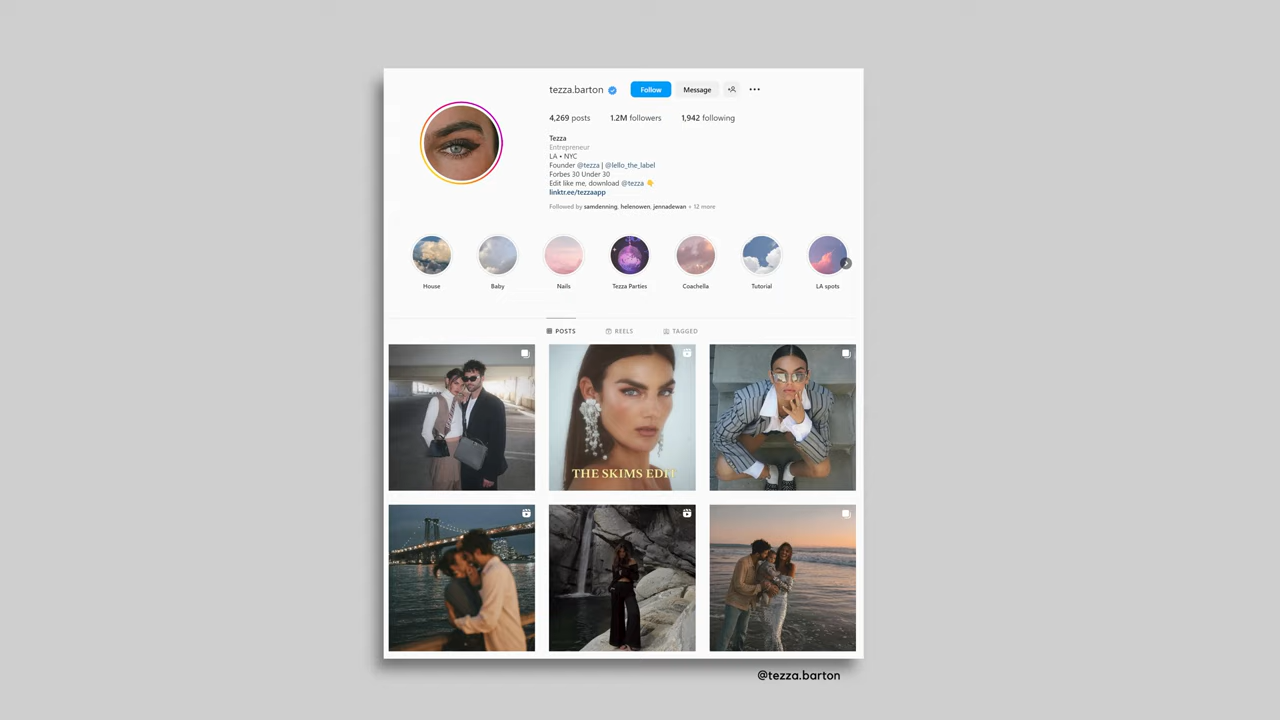 tezza.barton Follow Message
4,269 posts 1.2M followers 1,942 following
Tezza
Entrepreneur
LA • NYC
Founder @tezza | @lello_the_label
Forbes 30 Under 30
Edit like me, download @tezza 👇
linktr.ee/tezzaapp
Followed by samdenning, helenowen, jennadewan + 12 more
House Baby Nails Tezza Parties Coachella Tutorial LA spots
POSTS REELS TAGGED
THE SKIMS EDIT
@tezza.barton